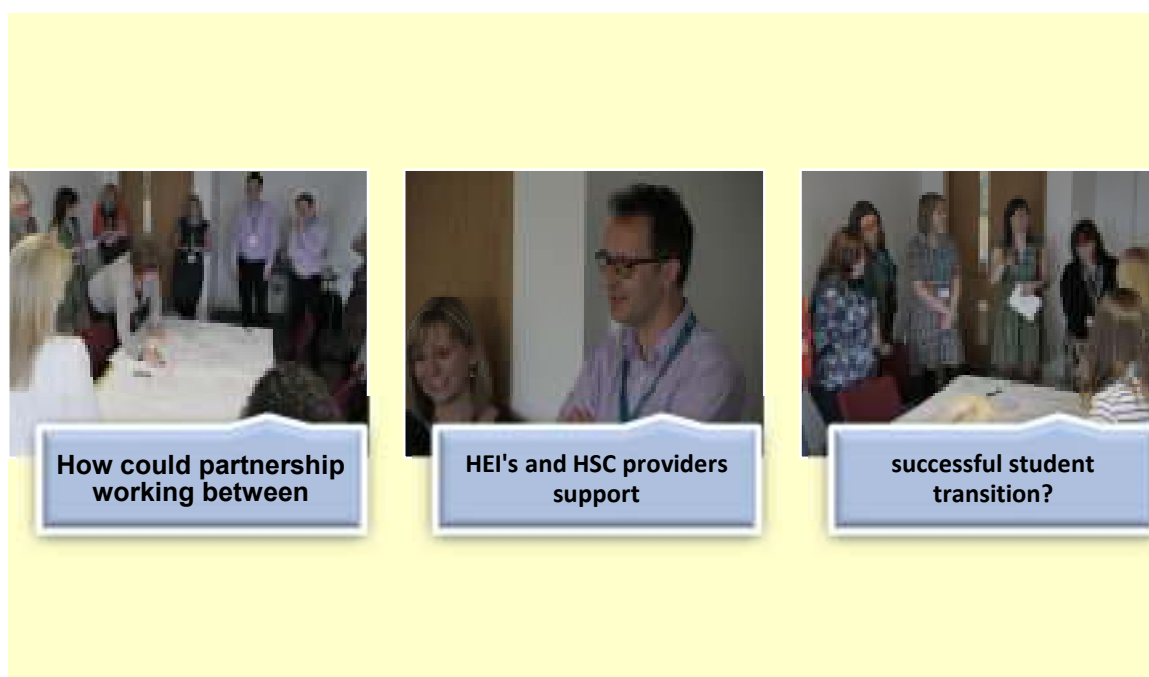 How could partnership
working between
HEI's and HSC providers
support
successful student
transition?